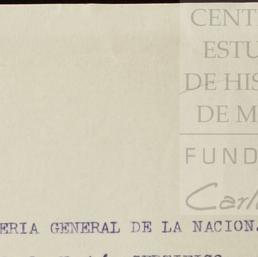 CENT
ESTU
DE HIS
DE M
FUND
Carl
ERIA GENERAL DE LA NACION.